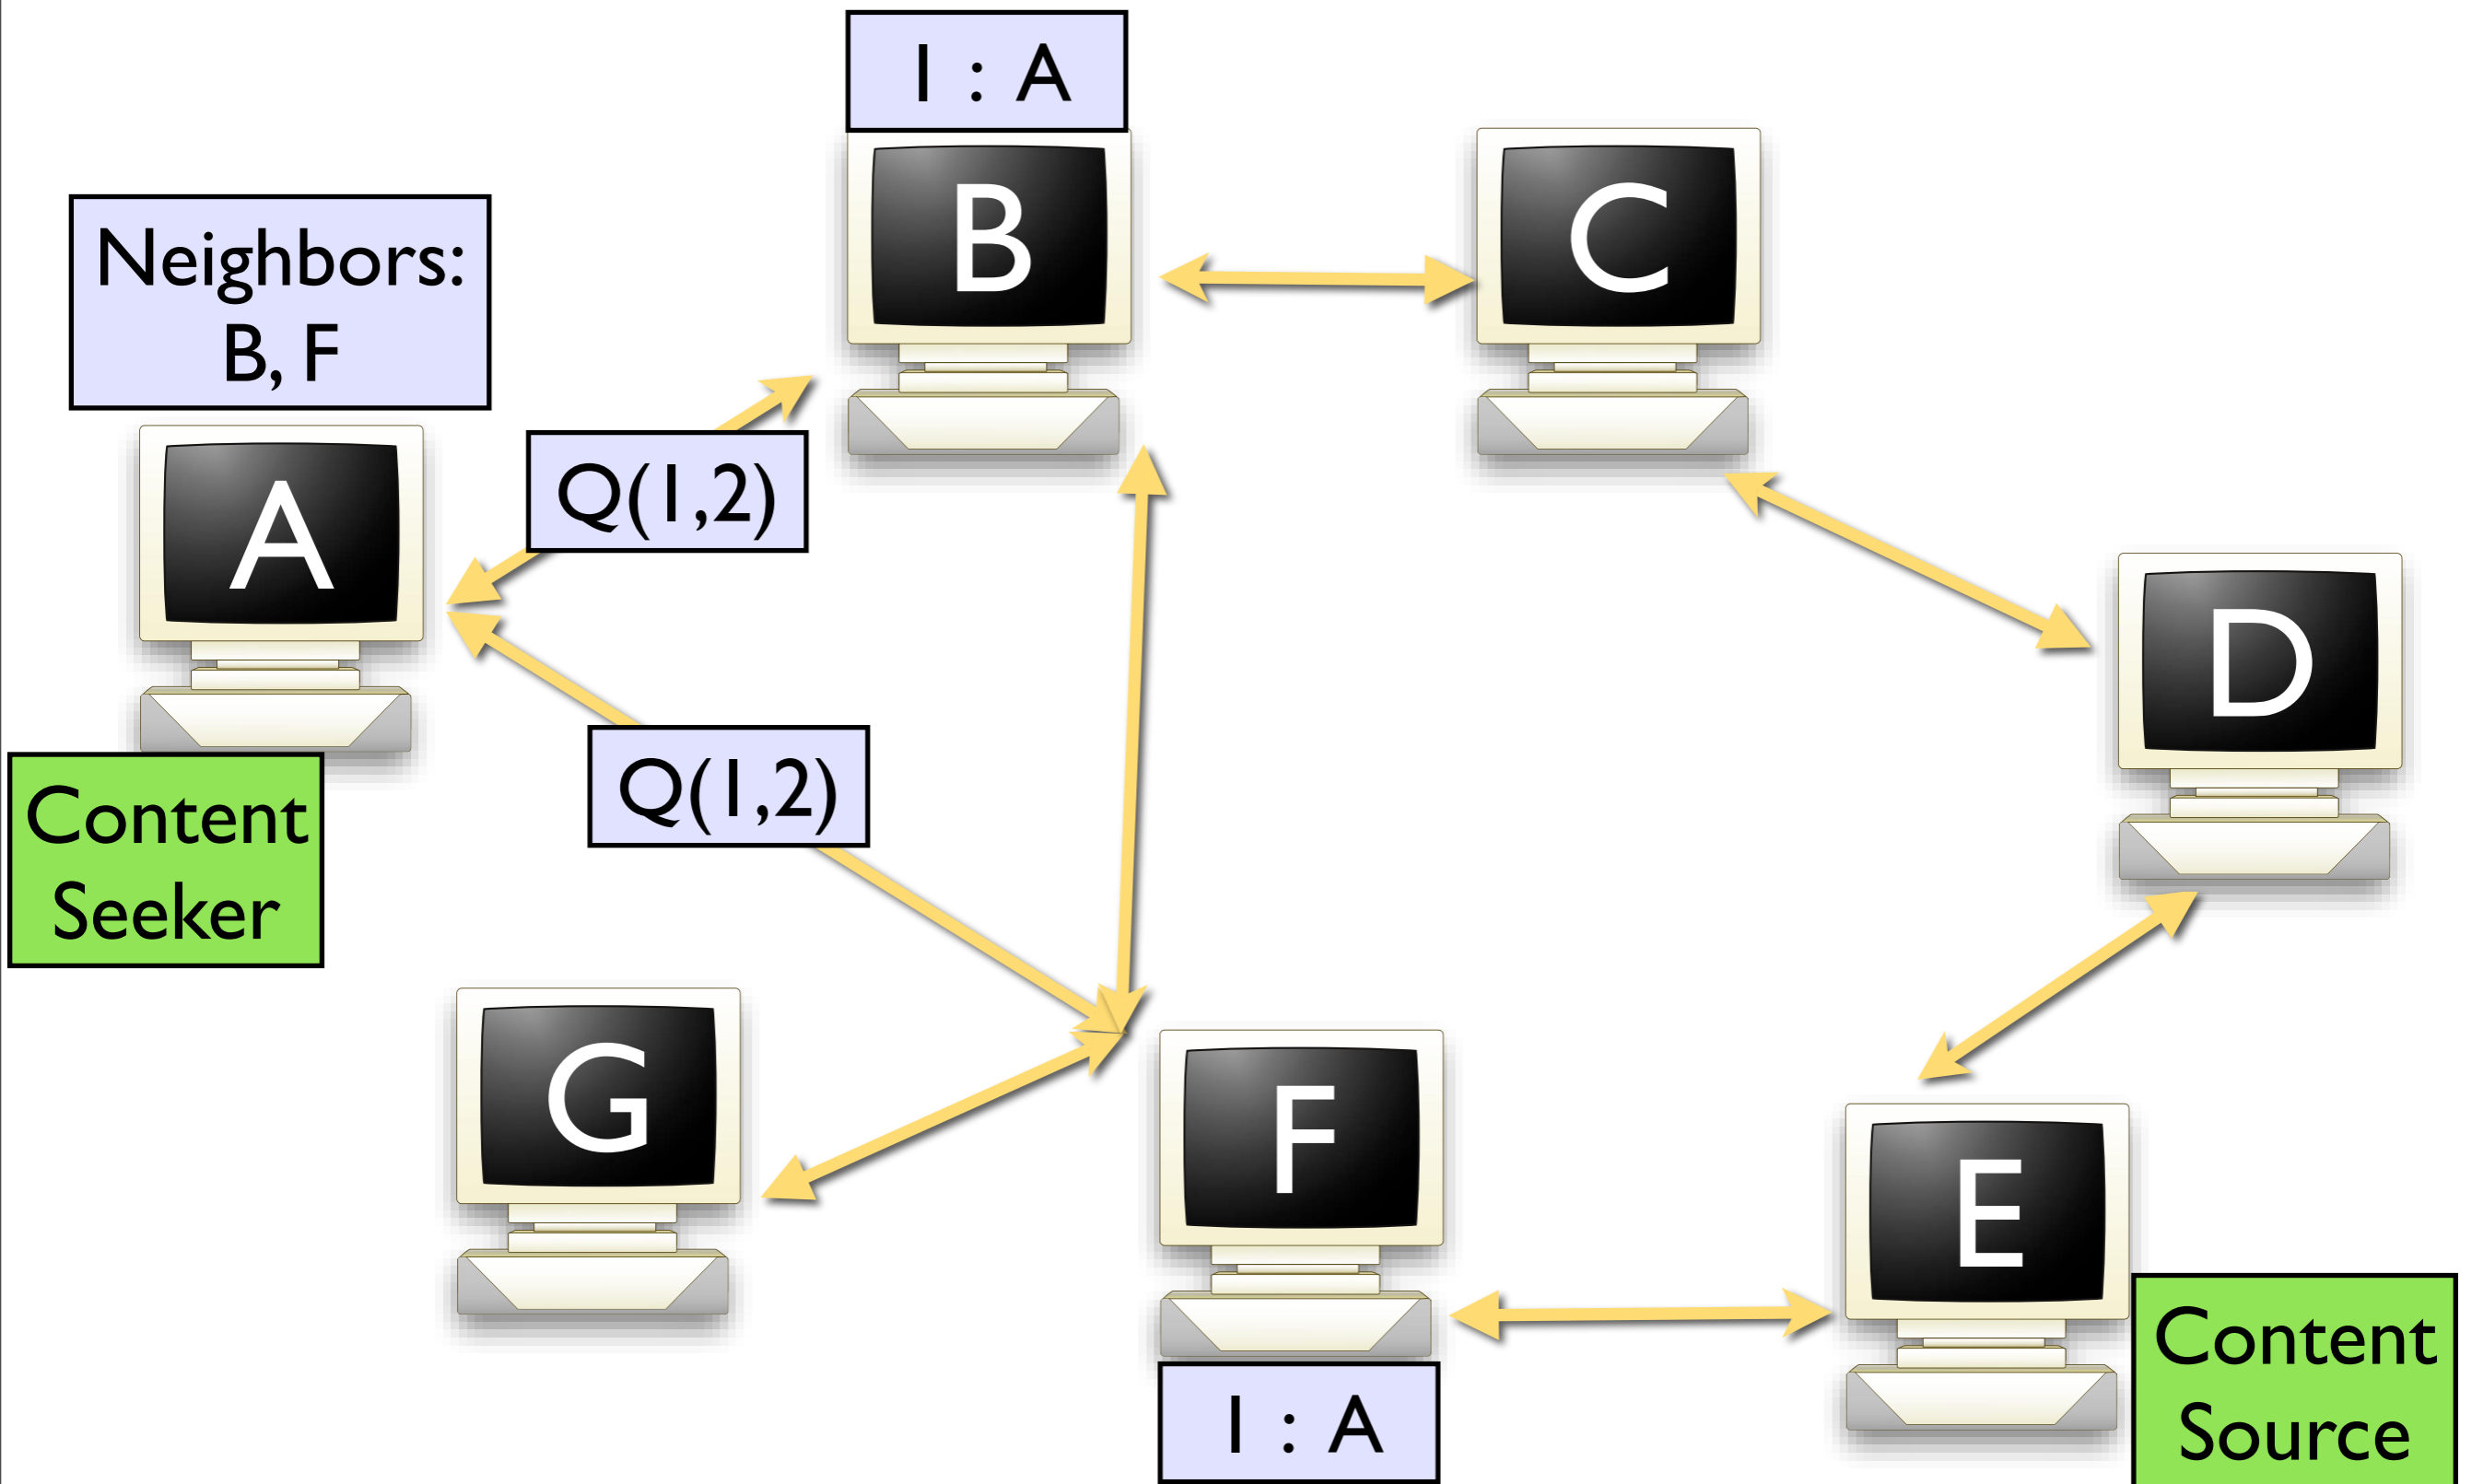 1 : A
B
C
Neighbors:
B, F
A
Q(1,2)
D
Q(1,2)
Content
Seeker
G
F
E
Content
Source
1 : A